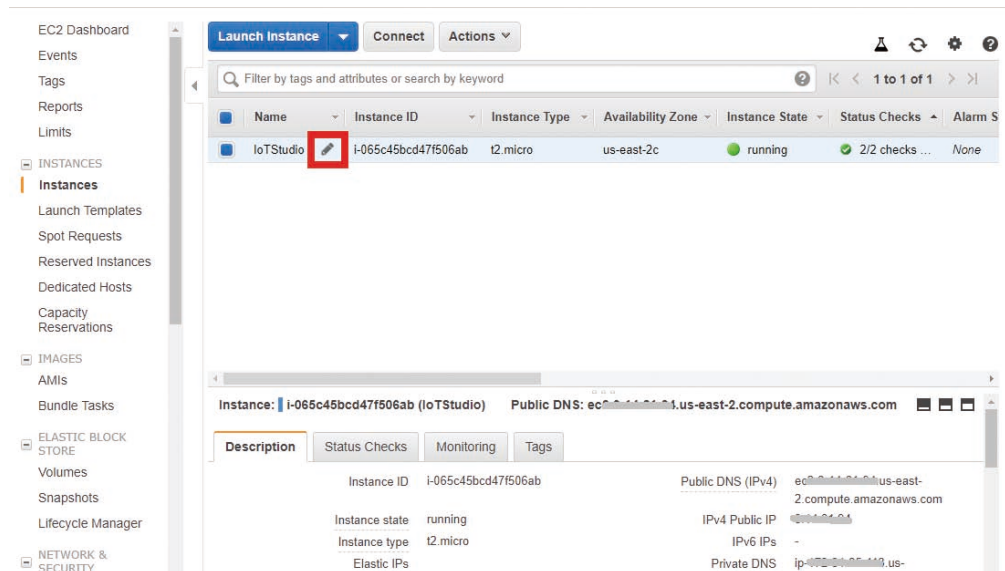 EC2 Dashboard
Events
Tags
Reports
Limits
INSTANCES
Instances
Launch Templates
Spot Requests
Reserved Instances
Dedicated Hosts
Capacity
Reservations
IMAGES
AMIs
Bundle Tasks
ELASTIC BLOCK
STORE
Volumes
Snapshots
Lifecycle Manager
NETWORK &
SECURITY
Launch Instance Connect Actions
Filter by tags and attributes or search by keyword 1 to 1 of 1
Name Instance ID Instance Type Availability Zone Instance State Status Checks Alarm S
IoTStudio i-065c45bcd47f506ab t2.micro us-east-2c running 2/2 checks ... None
Instance: i-065c45bcd47f506ab (IoTStudio) Public DNS: .us-east-2.compute.amazonaws.com
Description Status Checks Monitoring Tags
Instance ID i-065c45bcd47f506ab Public DNS (IPv4) us-east-
2.compute.amazonaws.com
Instance state running IPv4 Public IP
Instance type t2.micro IPv6 IPs -
Elastic IPs Private DNS .us-